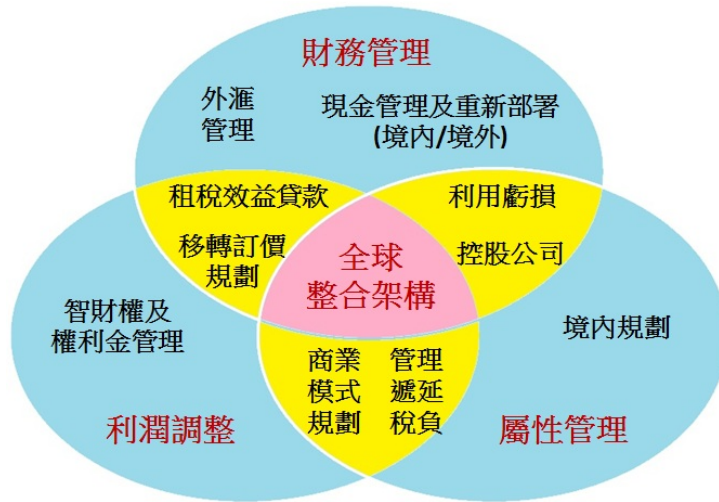 財務管理
外滙
管理
現金管理及重新部署
(境內/境外)
租稅效益貸款
移轉訂價
規劃
利用虧損
控股公司
全球
整合架構
智財權及
權利金管理
境內規劃
商業
模式
規劃
管理
遞延
稅負
利潤調整
屬性管理